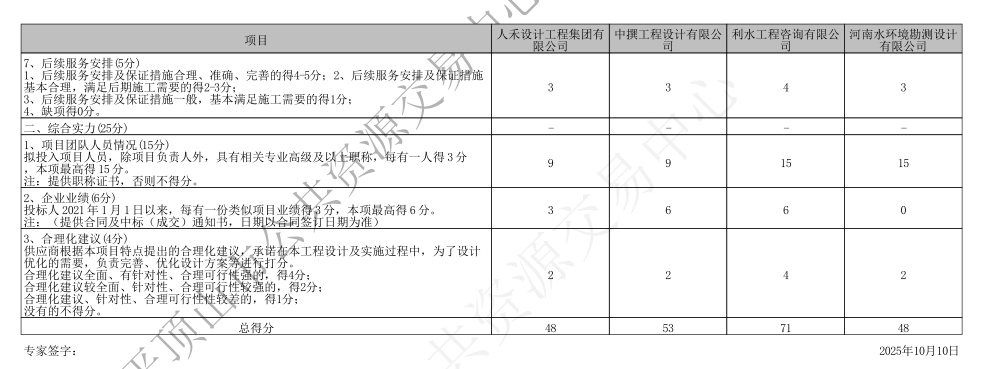 项目
人禾设计工程集团有限公司
中撰工程设计有限公司
利水工程咨询有限公司
河南水环境勘测设计有限公司
7、后续服务安排(5分)
1、后续服务安排及保证措施合理、准确、完善的得4-5分；2、后续服务安排及保证措施
基本合理，满足后期施工需要的得2-3分；
3、后续服务安排及保证措施一般，基本满足施工需要的得1分；
4、缺项得0分。
3
3
4
3
二、综合实力(25分)
—
—
—
—
1、项目团队人员情况(15分)
拟投入项目人员，除项目负责人外，具有相关专业高级及以上职称，每有一人得3分
，本项最高得15分。
注：提供职称证书，否则不得分。
9
9
15
15
2、企业业绩(6分)
投标人2021年1月1日以来，每有一份类似项目业绩得3分，本项最高得6分。
注：（提供合同及中标（成交）通知书，日期以合同签订日期为准）
3
6
6
0
3、合理化建议(4分)
供应商根据本项目特点提出的合理化建议，承诺在本工程设计及实施过程中，为了设计
优化的需要，负责完善、优化设计方案等进行打分。
合理化建议全面、有针对性、合理可行性强的，得4分；
合理化建议较全面、针对性、合理可行性较强的，得2分；
合理化建议、针对性、合理可行性性较差的，得1分；
没有的不得分。
2
2
4
2
总得分
48
53
71
48
专家签字：
2025年10月10日
平顶山市公共资源交易中心
共资源交易中心